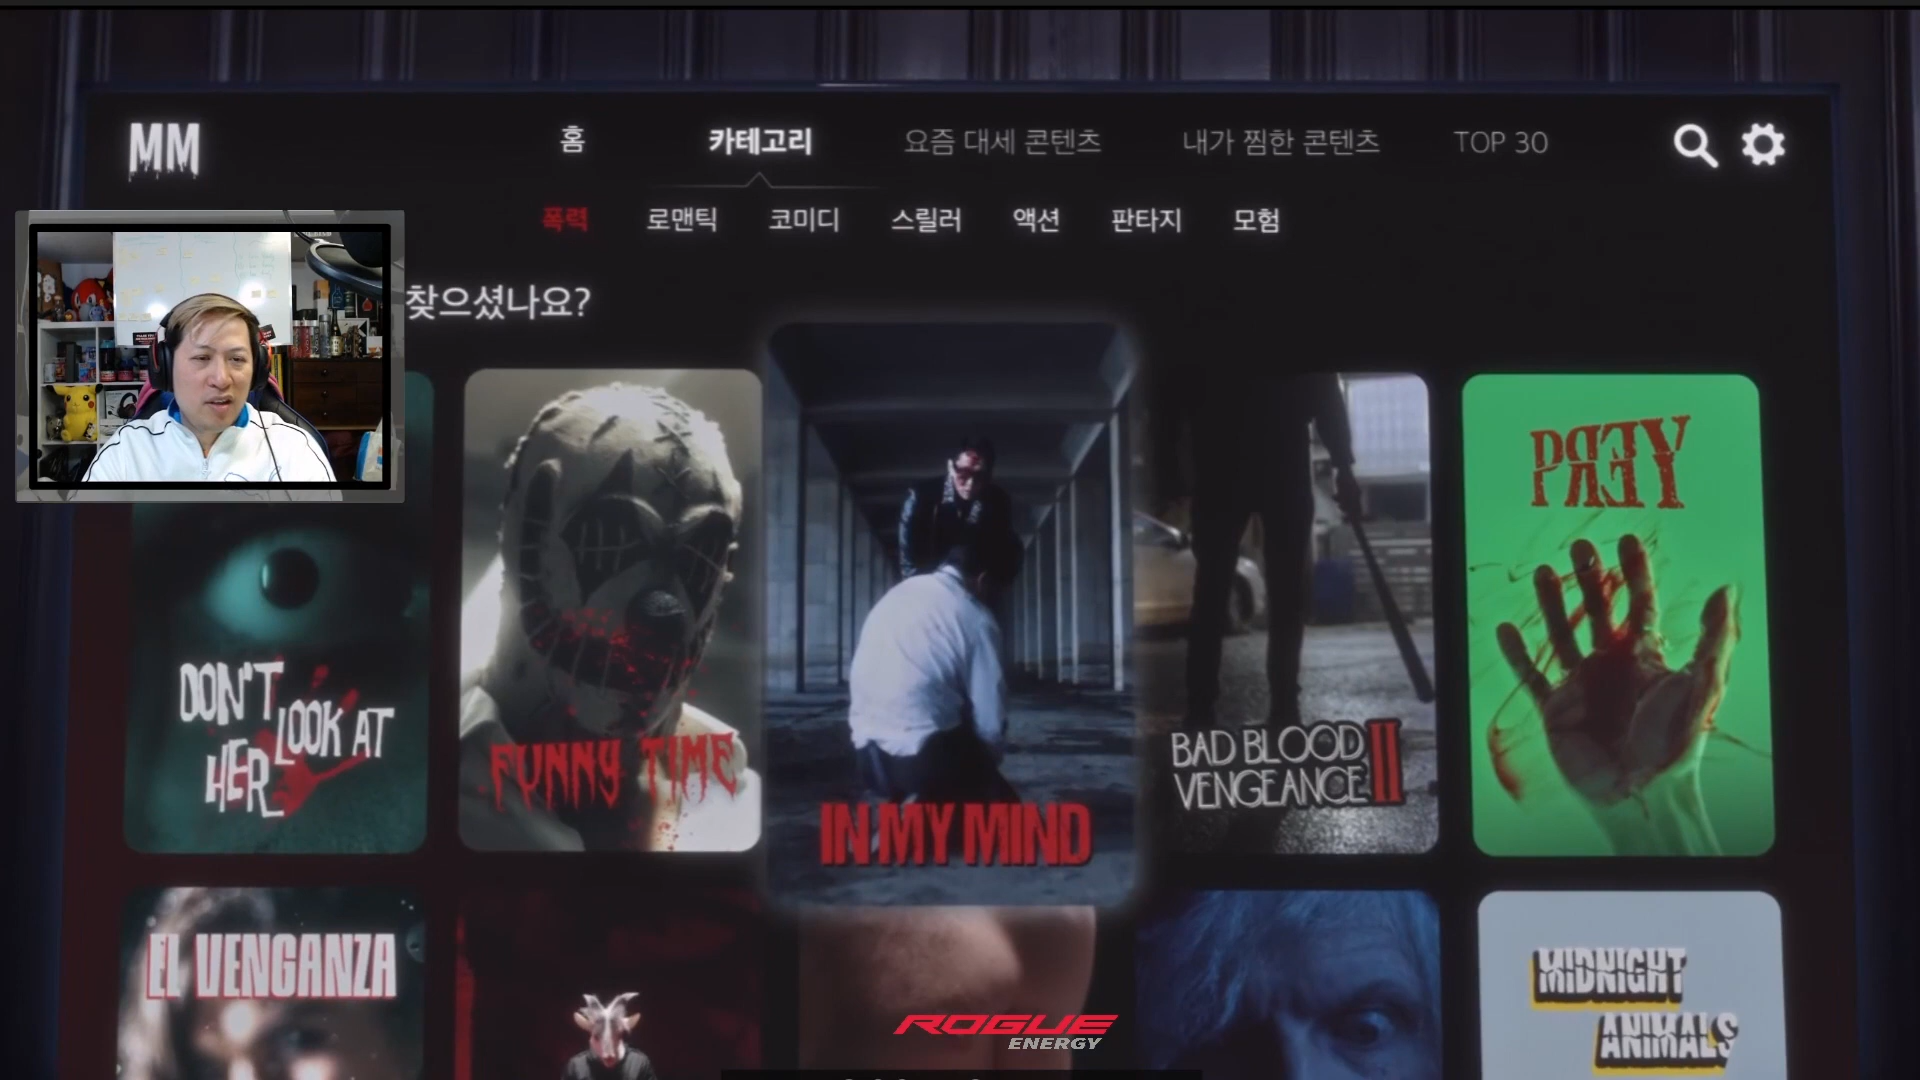 MM
홈 카테고리 요즘 대세 콘텐츠 내가 찜한 콘텐츠 TOP 30
폭력 로맨틱 코미디 스릴러 액션 판타지 모험
찾으셨나요?
DON'T
LOOK AT
HER
FUNNY TIME
IN MY MIND
BAD BLOOD
VENGEANCE II
PREY
EL VENGANZA
MIDNIGHT
ANIMALS
ROGUE
ENERGY